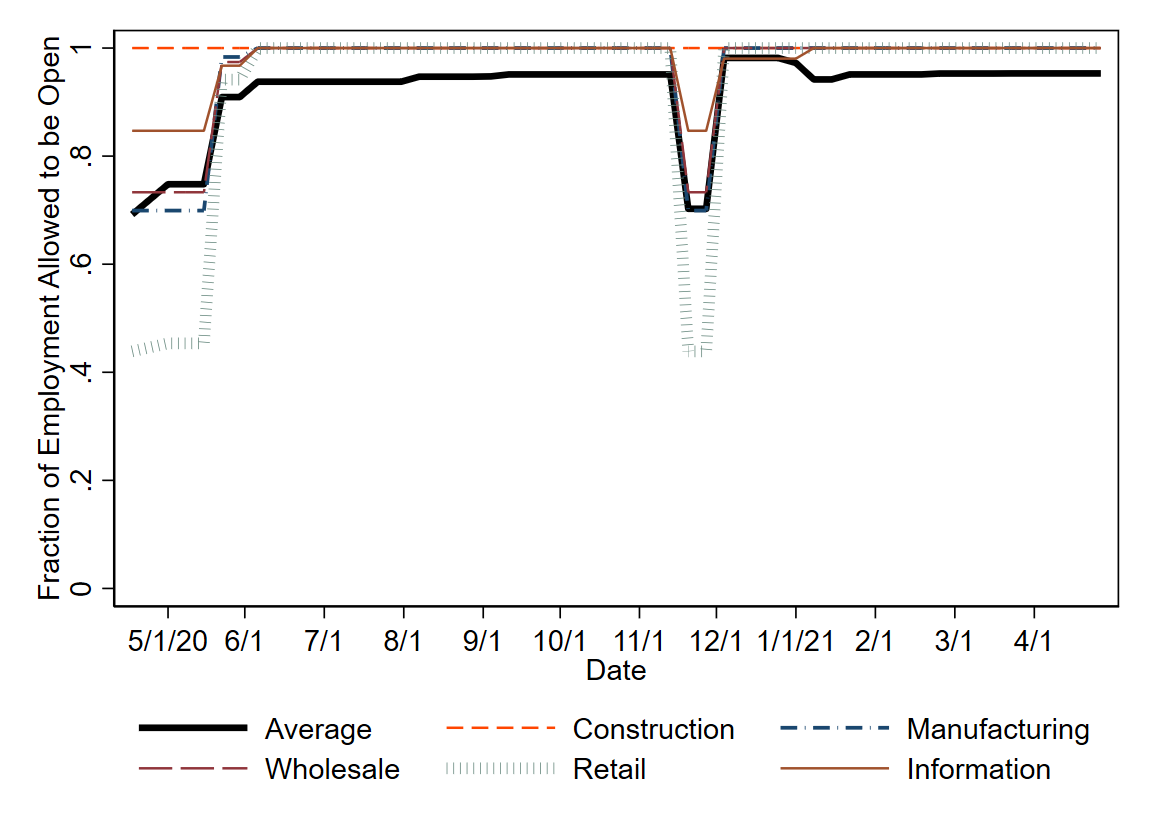 Fraction of Employment Allowed to be Open
1
.8
.6
.4
.2
0
5/1/20 6/1 7/1 8/1 9/1 10/1 11/1 12/1 1/1/21 2/1 3/1 4/1
Date
Average Construction Manufacturing
Wholesale Retail Information